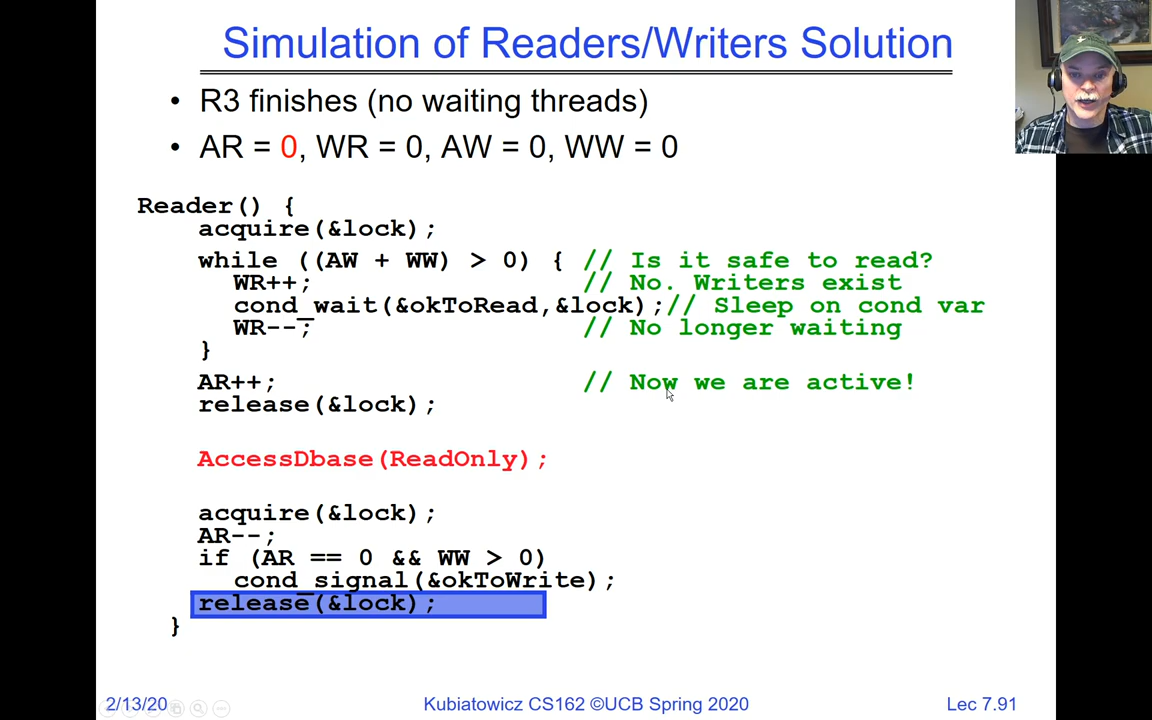 Simulation of Readers/Writers Solution
• R3 finishes (no waiting threads)
• AR = 0, WR = 0, AW = 0, WW = 0
Reader() {
acquire(&lock);
while ((AW + WW) > 0) { // Is it safe to read?
WR++; // No. Writers exist
cond_wait(&okToRead,&lock);// Sleep on cond var
WR--; // No longer waiting
}
AR++; // Now we are active!
release(&lock);
AccessDbase(ReadOnly);
acquire(&lock);
AR--;
if (AR == 0 && WW > 0)
cond_signal(&okToWrite);
release(&lock);
}
2/13/20 Kubiatowicz CS162 ©UCB Spring 2020 Lec 7.91